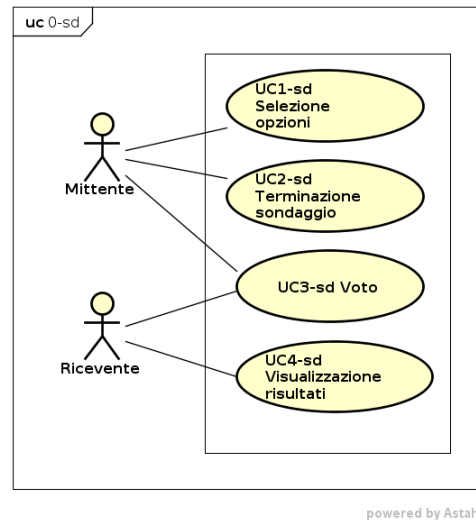 uc 0-sd
UC1-sd
Selezione
opzioni
Mittente
UC2-sd
Terminazione
sondaggio
UC3-sd Voto
Ricevente
UC4-sd
Visualizzazione
risultati
powered by Astah